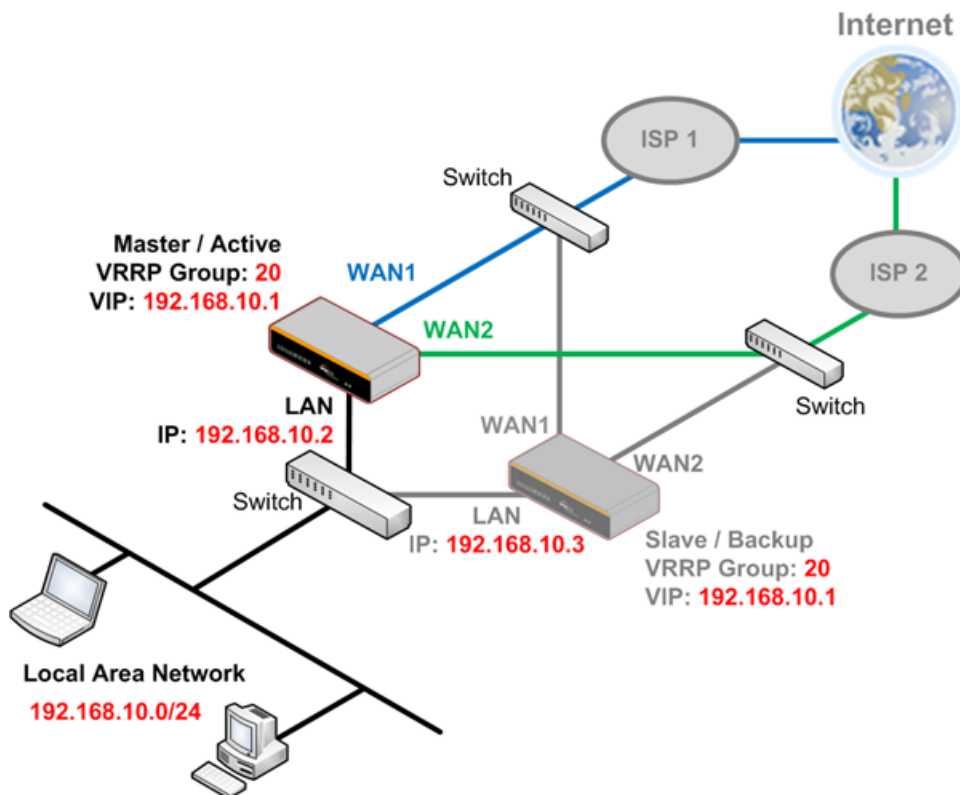 Internet
ISP 1
Switch
Master / Active
VRRP Group: 20
VIP: 192.168.10.1
WAN1
ISP 2
WAN2
Switch
LAN
IP: 192.168.10.2
WAN1
WAN2
Switch
LAN
IP: 192.168.10.3
Slave / Backup
VRRP Group: 20
VIP: 192.168.10.1
Local Area Network
192.168.10.0/24